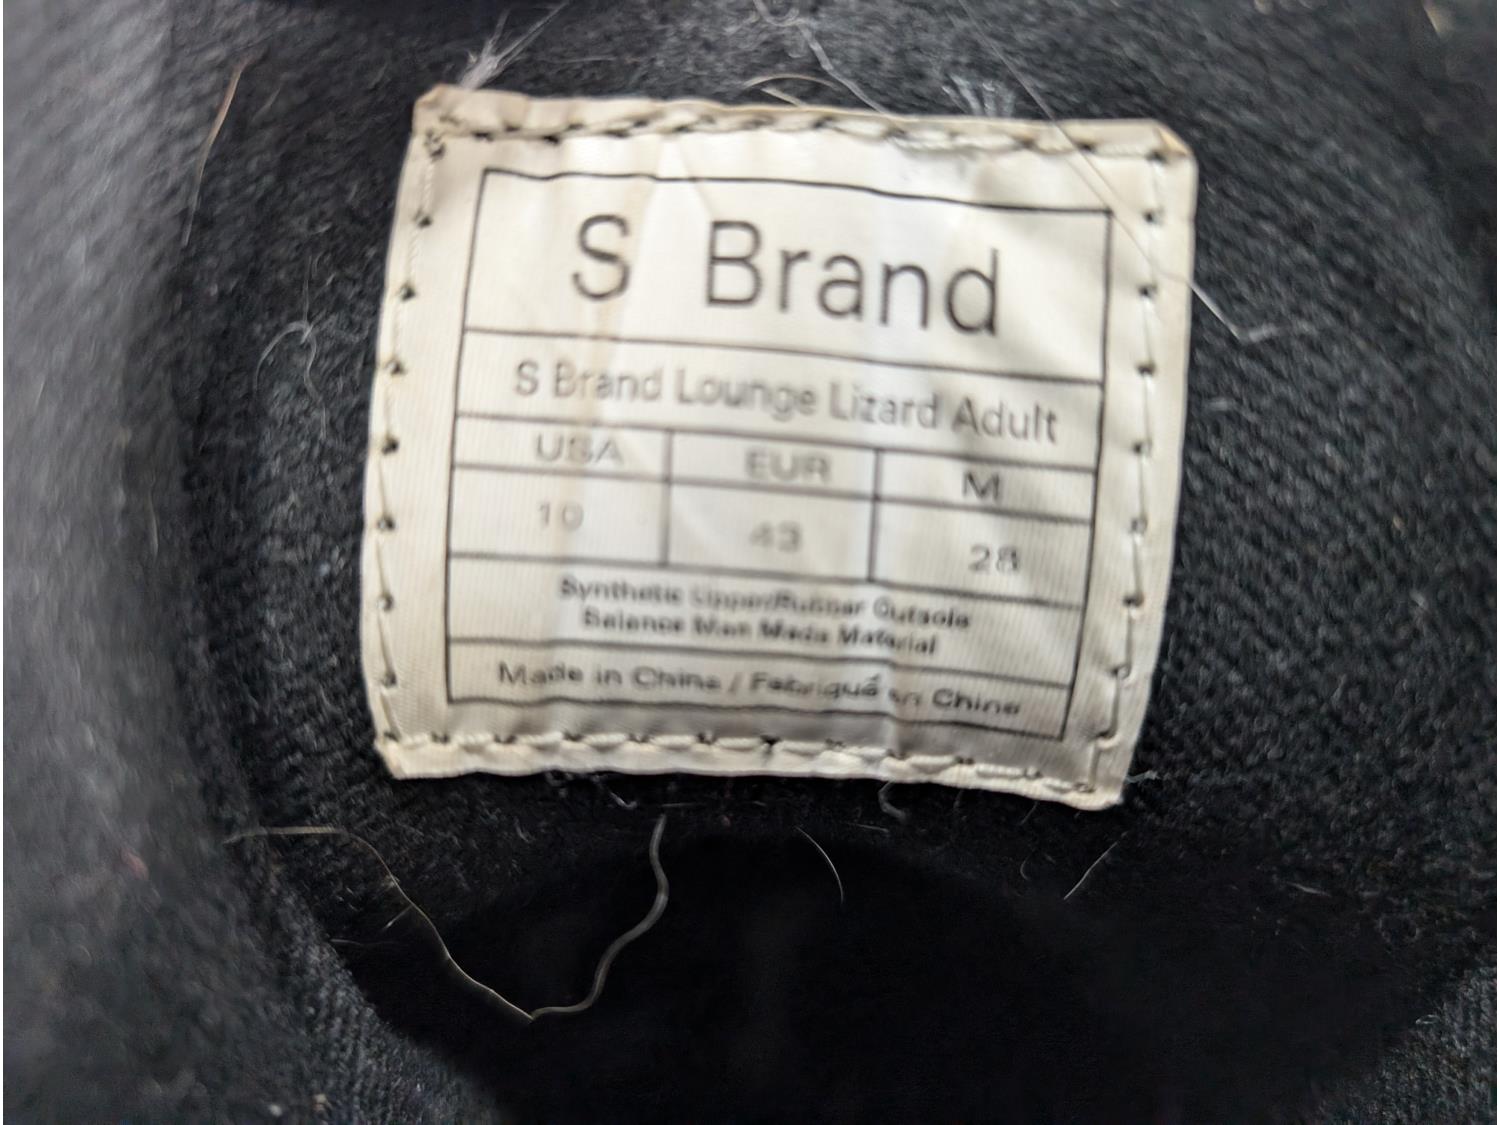 S Brand
S Brand Lounge Lizard Adult
USA EUR M
10 43 28
Synthetic Upper/Rubber Outsole
Balance Man Made Material
Made in China / Fabriqué en Chine